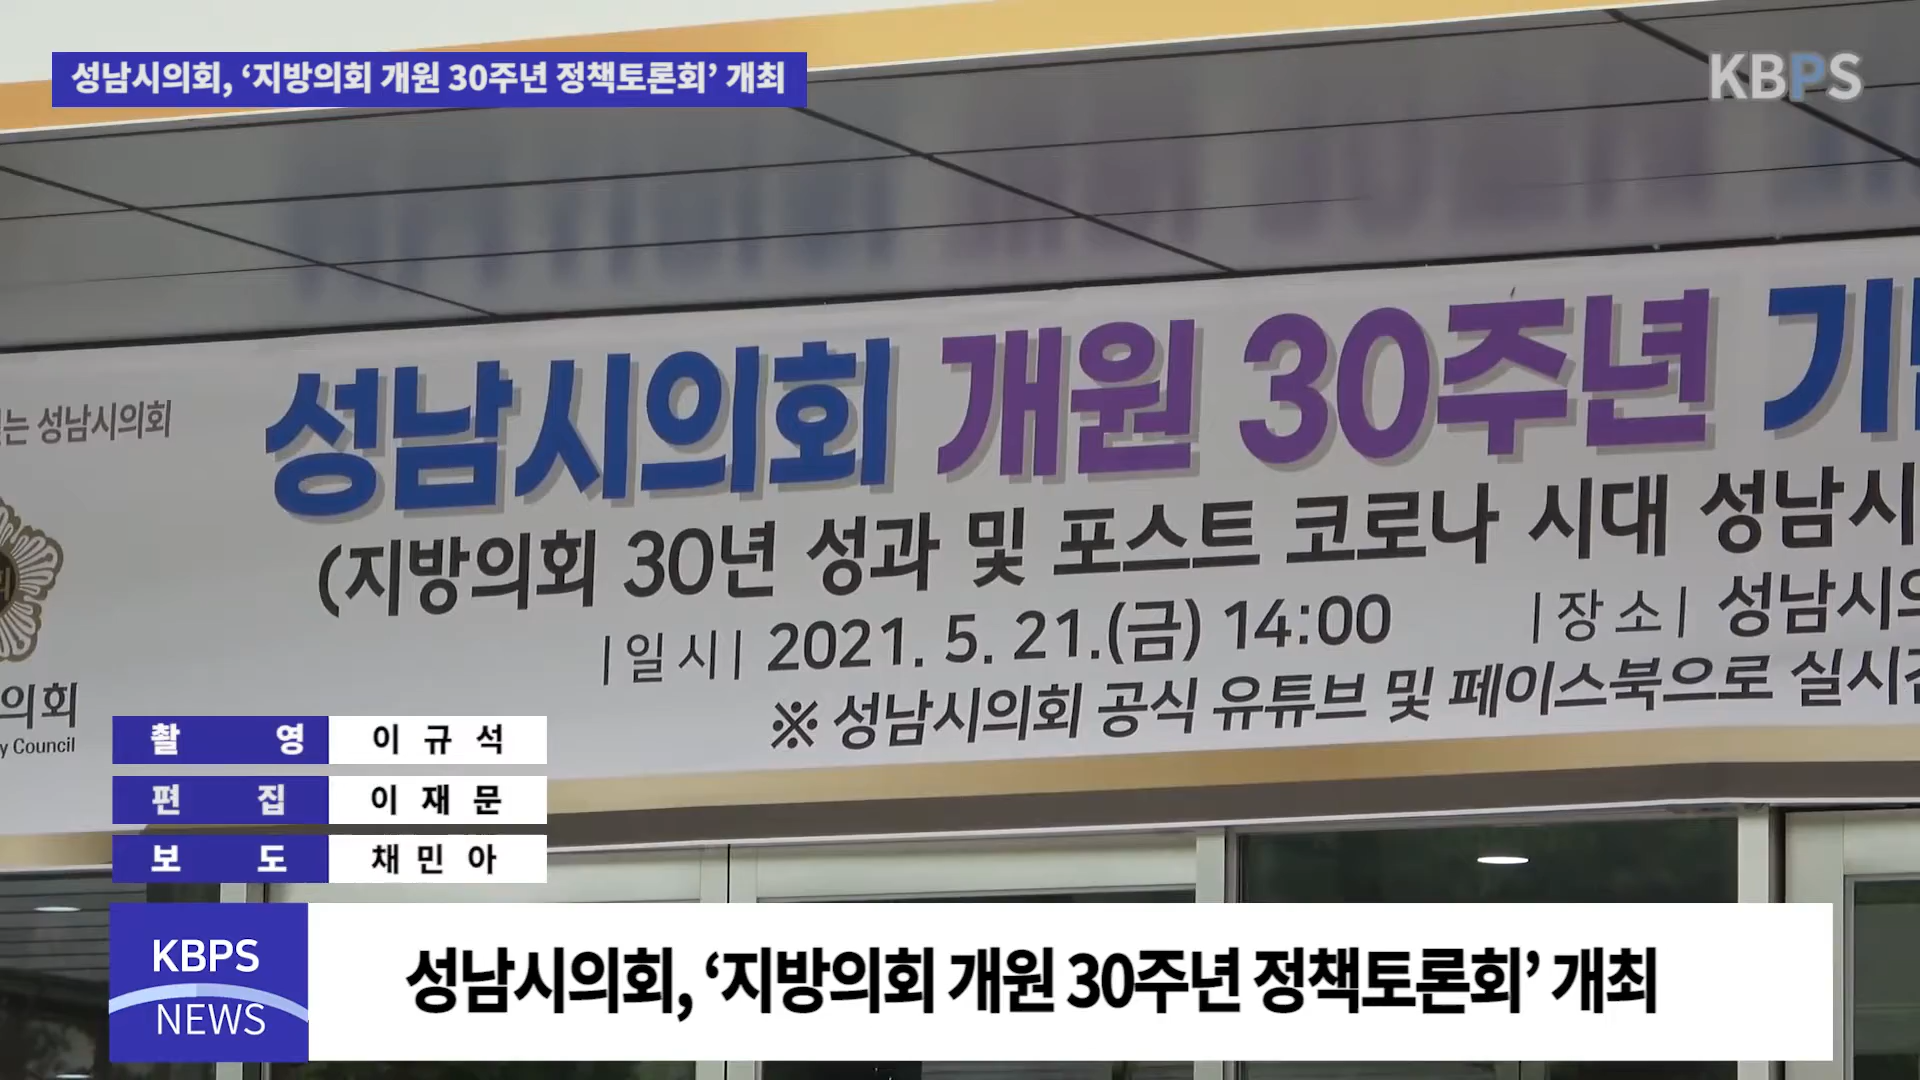 성남시의회, ‘지방의회 개원 30주년 정책토론회’ 개최
KBPS
성남시의회 개원 30주년
는 성남시의회
(지방의회 30년 성과 및 포스트 코로나 시대 성남시
|일시| 2021. 5. 21.(금) 14:00 |장소| 성남시의
※ 성남시의회 공식 유튜브 및 페이스북으로 실시간
의회
Council
촬 영 이 규 석
편 집 이 재 문
보 도 채 민 아
KBPS
NEWS
성남시의회, ‘지방의회 개원 30주년 정책토론회’ 개최